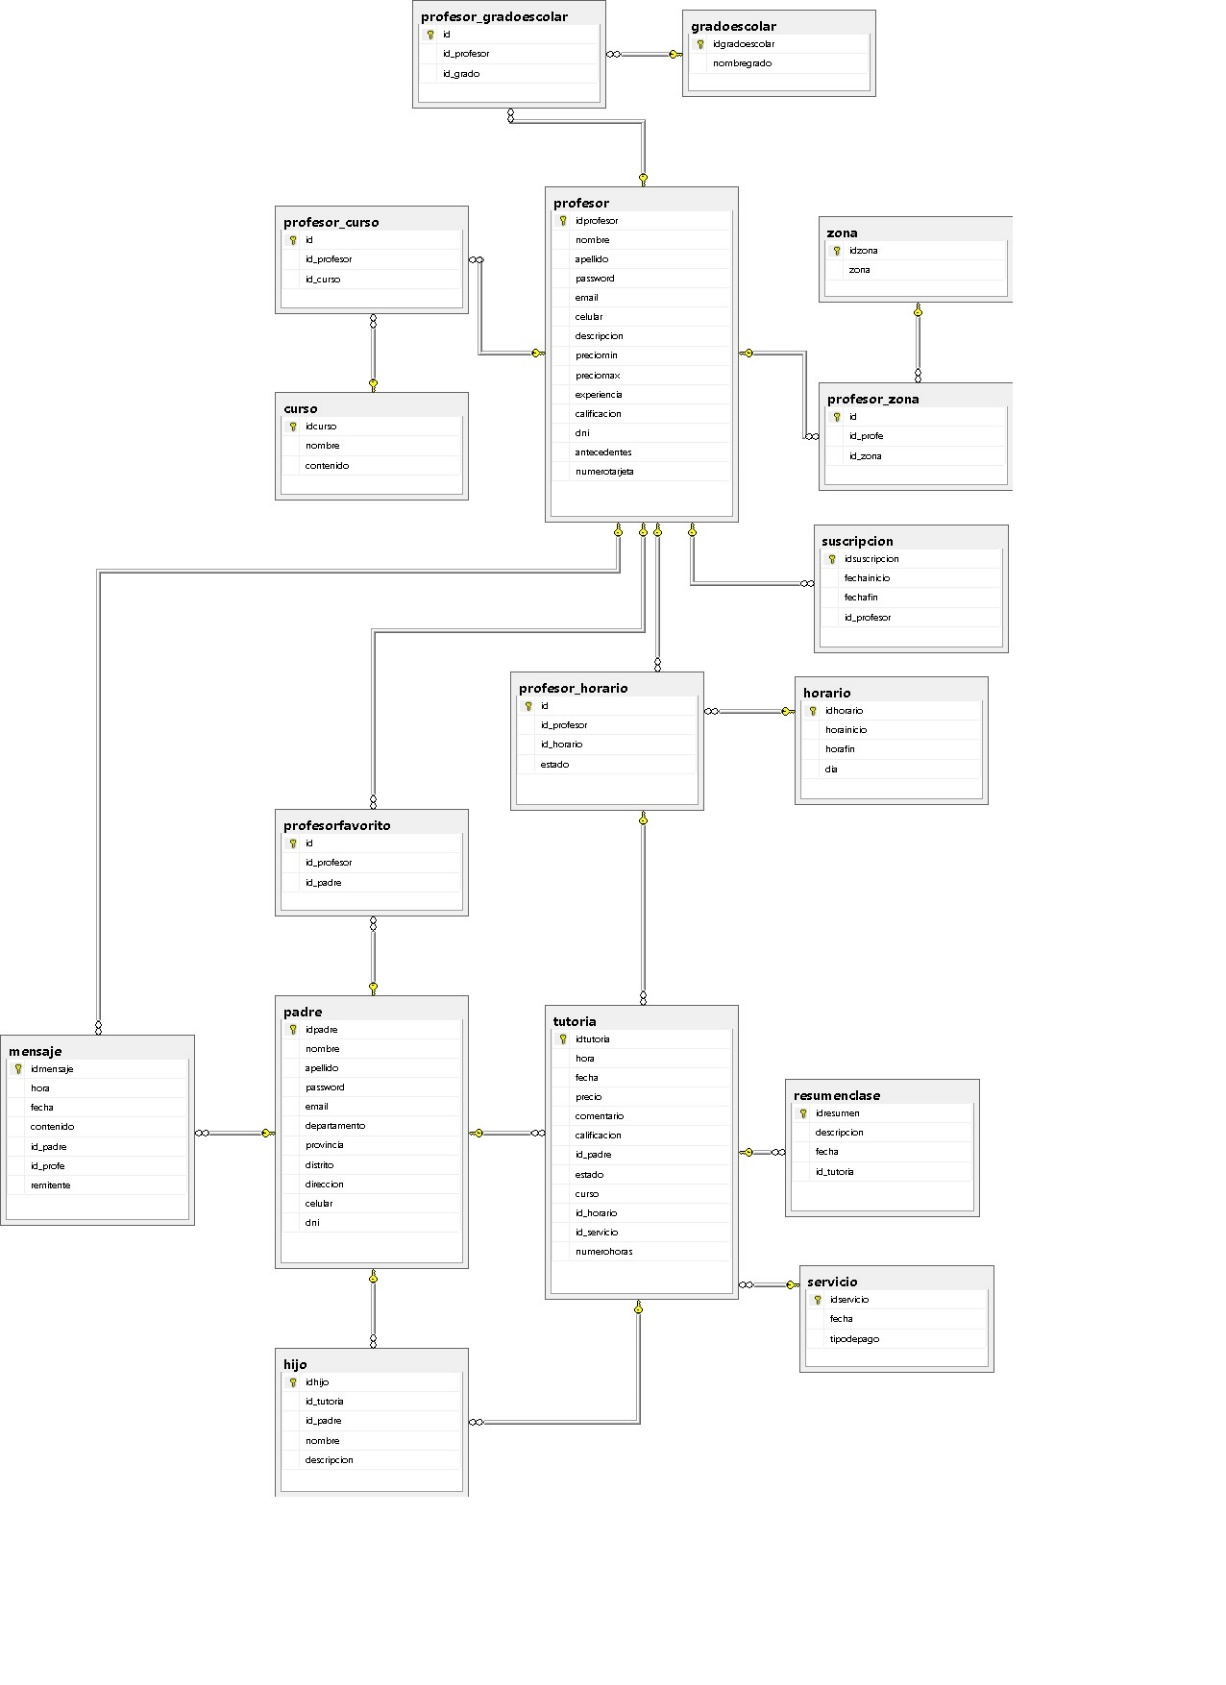 profesor_gradoescolar
id
id_profesor
id_grado
gradoescolar
idgradoescolar
nombregrado
profesor
idprofesor
nombre
apellido
password
email
celular
descripcion
preciomin
preciomax
experiencia
calificacion
dni
antecedentes
numerotarjeta
profesor_curso
id
id_profesor
id_curso
zona
idzona
zona
curso
idcurso
nombre
contenido
profesor_zona
id
id_profe
id_zona
suscripcion
idsuscripcion
fechainicio
fechafin
id_profesor
profesor_horario
id
id_profesor
id_horario
estado
horario
idhorario
horainicio
horafin
dia
profesorfavorito
id
id_profesor
id_padre
padre
idpadre
nombre
apellido
password
email
departamento
provincia
distrito
direccion
celular
dni
tutoria
idtutoria
hora
fecha
precio
comentario
calificacion
id_padre
estado
curso
id_horario
id_servicio
numerohoras
mensaje
idmensaje
hora
fecha
contenido
id_padre
id_profe
remitente
resumenclase
idresumen
descripcion
fecha
id_tutoria
servicio
idservicio
fecha
tipodepago
hijo
idhijo
id_tutoria
id_padre
nombre
descripcion